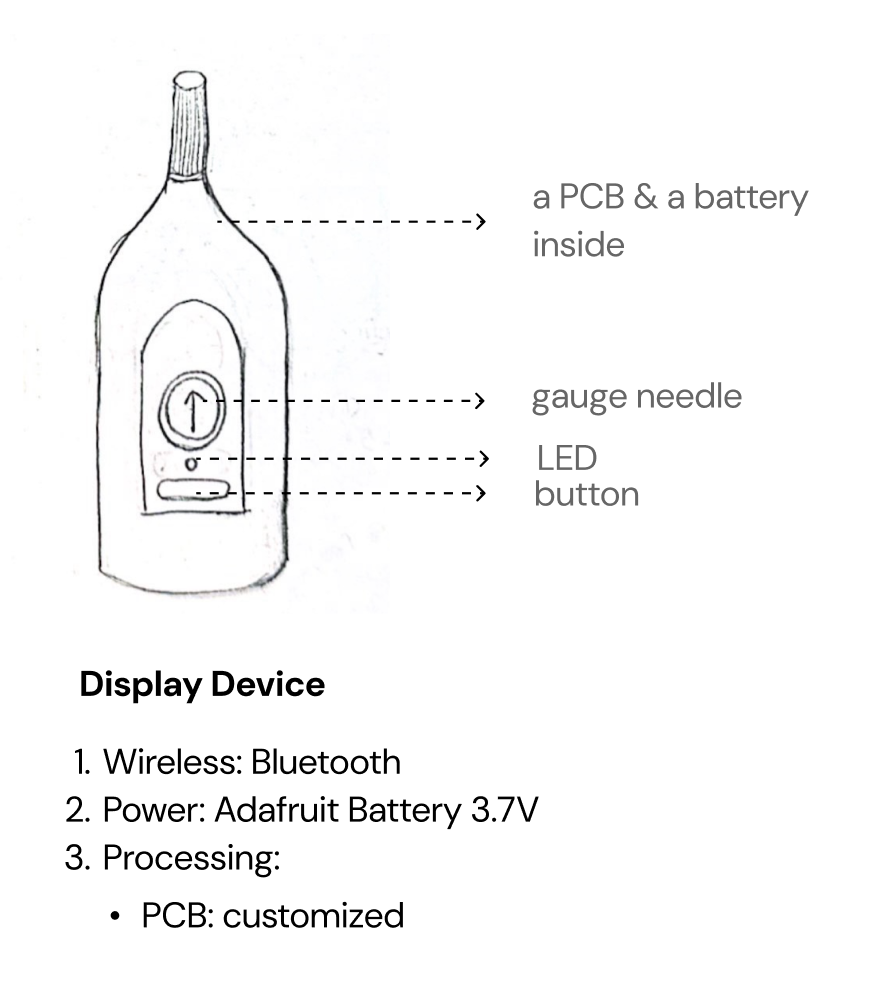 a PCB & a battery
inside
gauge needle
LED
button
Display Device
1. Wireless: Bluetooth
2. Power: Adafruit Battery 3.7V
3. Processing:
• PCB: customized